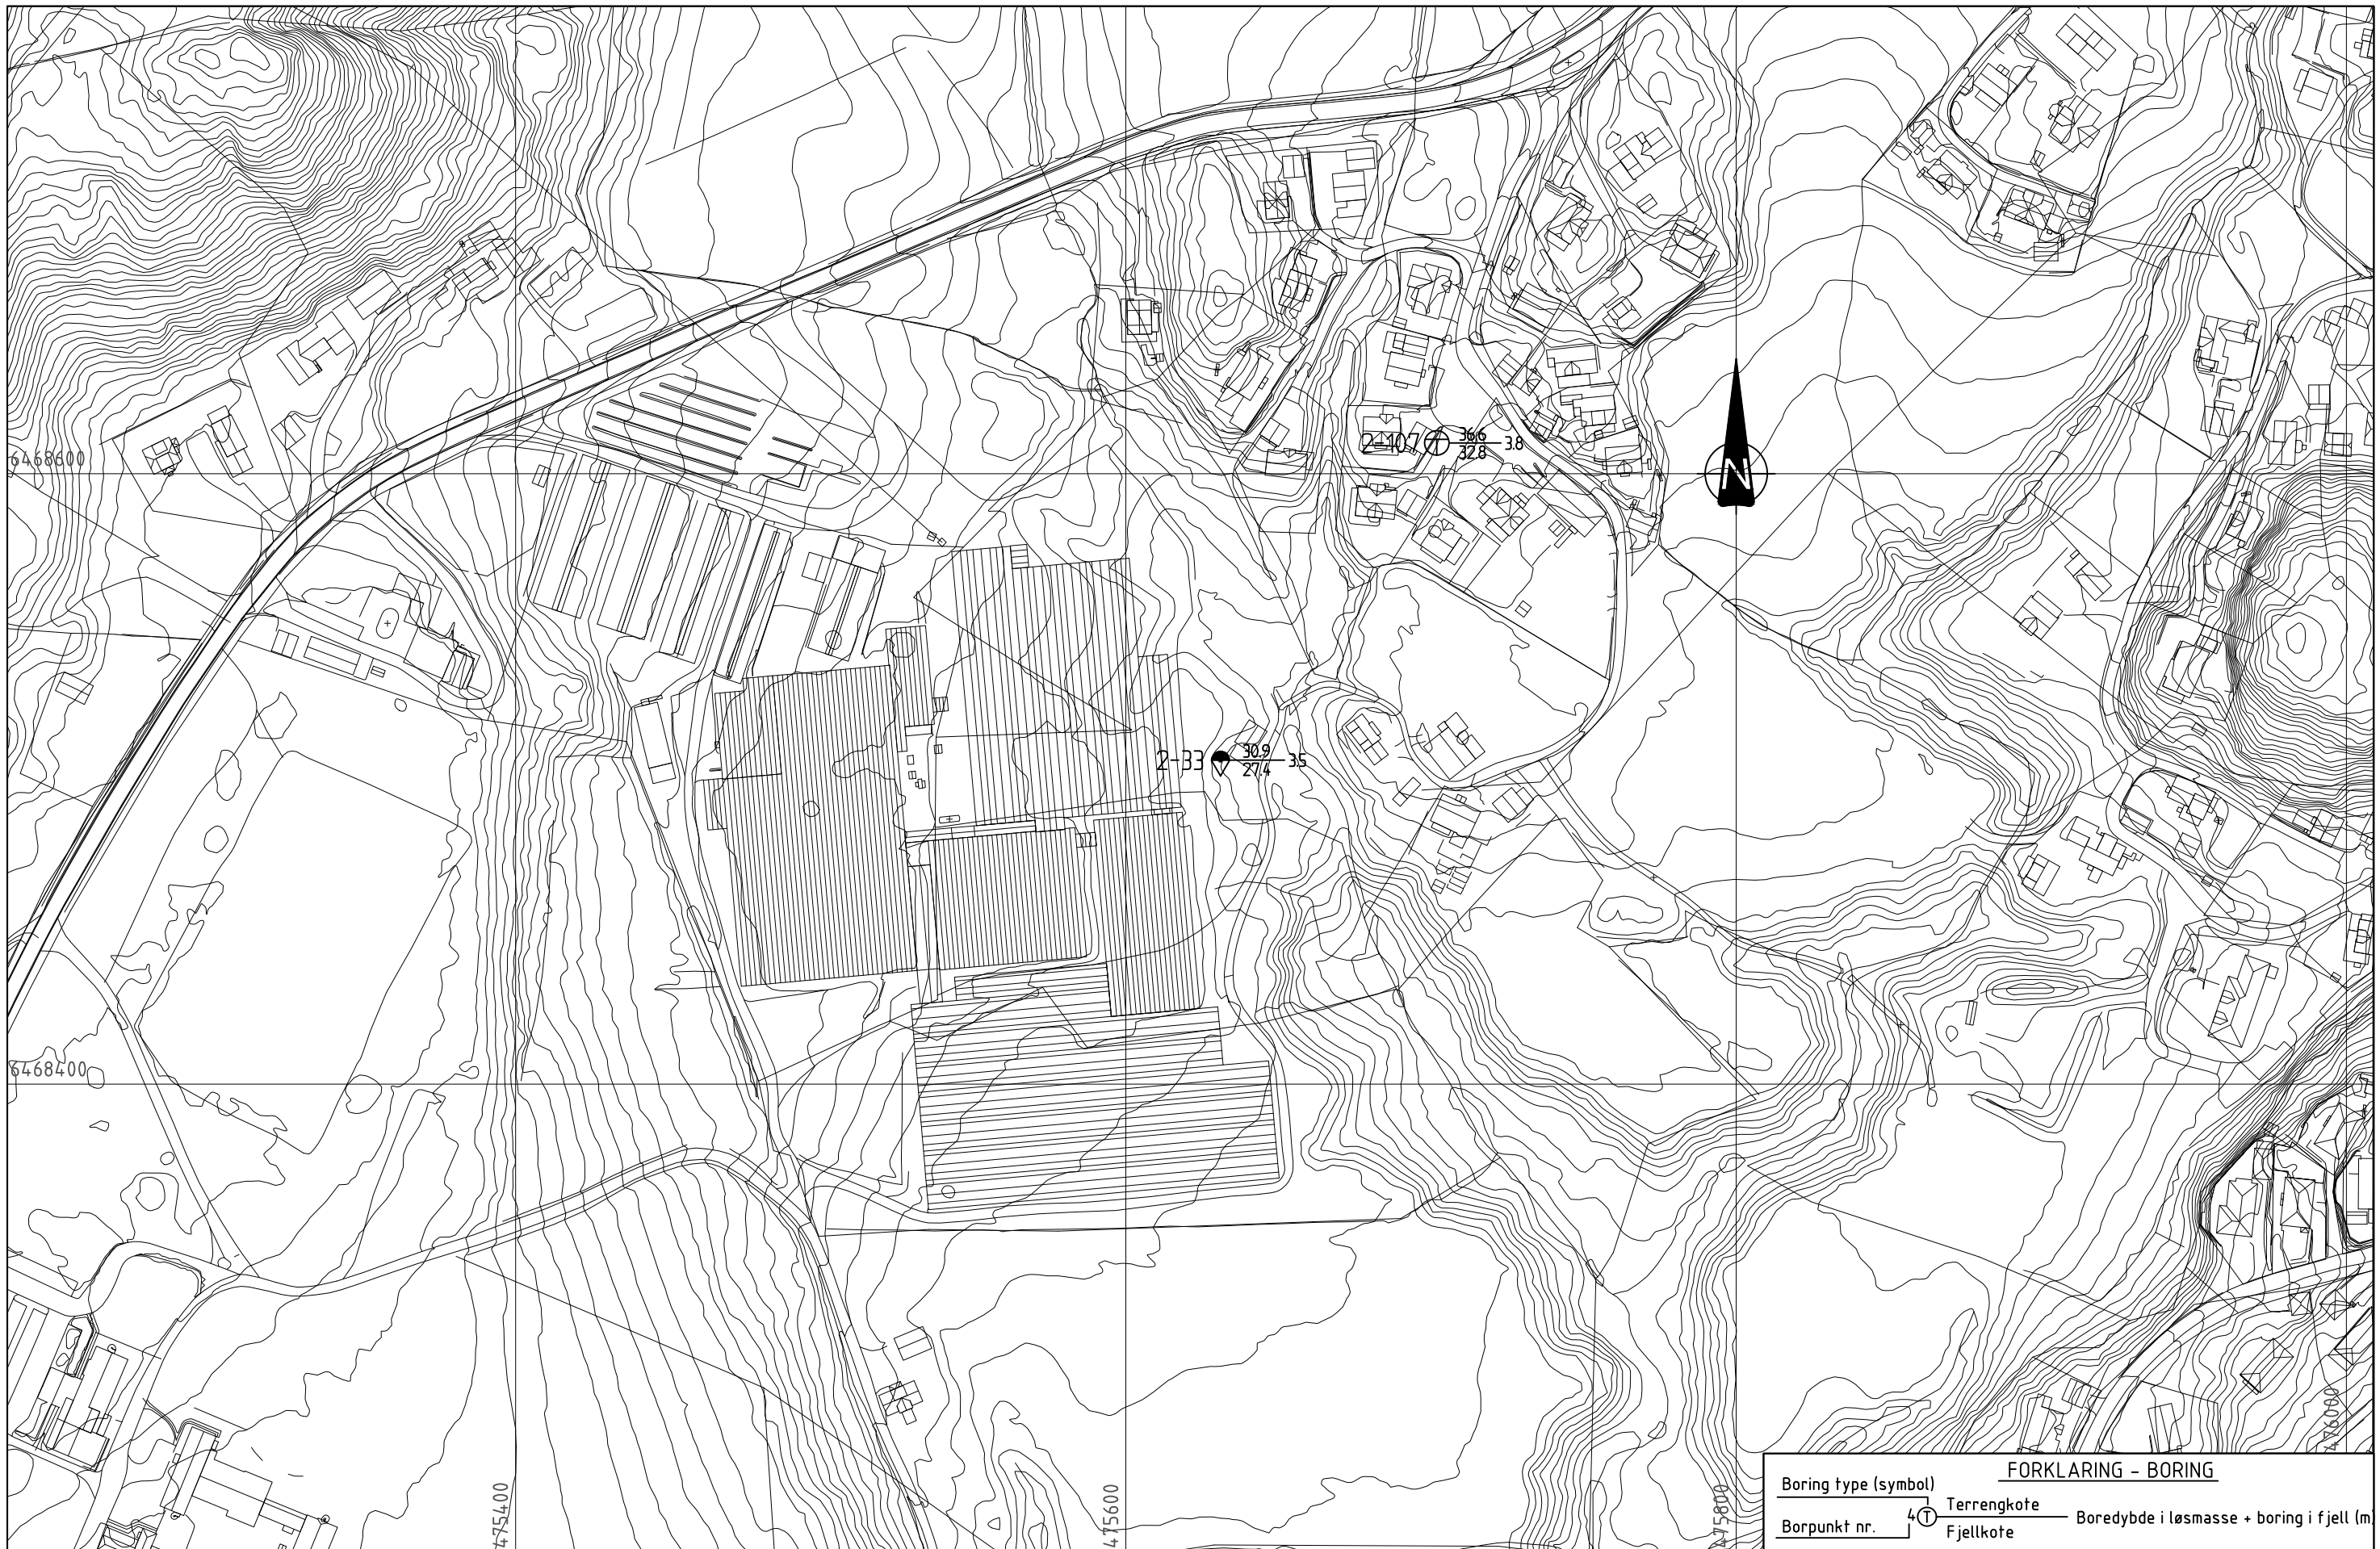 2-107 36.6 3.8
32.8
6468600
N
2-33 30.9 3.5
27.4
6468400
475400
475600
475800
476000
FORKLARING - BORING
Boring type (symbol)
Terrengkote
4 T Boredybde i løsmasse + boring i fjell (m)
Borpunkt nr.
Fjellkote